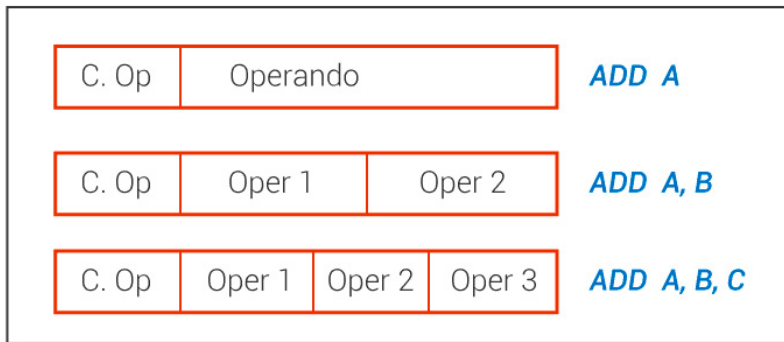 C. Op Operando ADD A
C. Op Oper 1 Oper 2 ADD A, B
C. Op Oper 1 Oper 2 Oper 3 ADD A, B, C